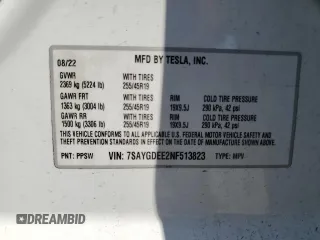 08/22
MFD BY TESLA, INC.
GVWR
2369 kg (5224 lb)
WITH TIRES
255/45R19
GAWR FRT
1363 kg (3004 lb)
WITH TIRES
255/45R19
RIM
19X9.5J
COLD TIRE PRESSURE
290 kPa, 42 psi
GAWR RR
1500 kg (3306 lb)
WITH TIRES
255/45R19
RIM
19X9.5J
COLD TIRE PRESSURE
290 kPa, 42 psi
THIS VEHICLE CONFORMS TO ALL APPLICABLE U.S. FEDERAL MOTOR VEHICLE
SAFETY AND THEFT PREVENTION STANDARDS IN EFFECT ON THE DATE OF MANUFACTURE
SHOWN ABOVE.
PNT: PPSW
VIN: 7SAYGDEE2NF513823
TYPE: MPV
© 2025 AutoBidMaster